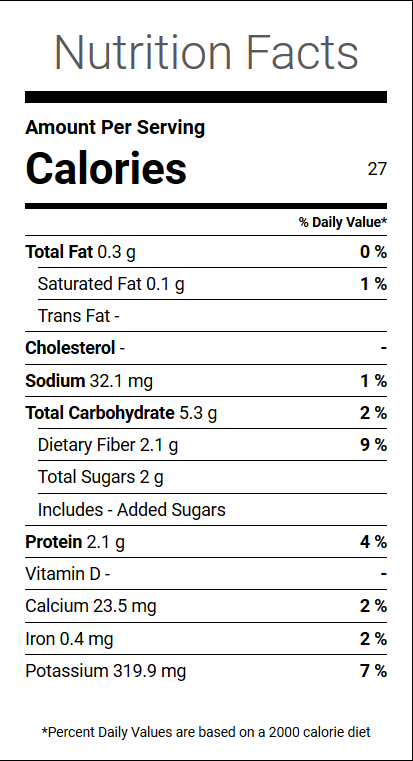 Nutrition Facts
Amount Per Serving
Calories 27
% Daily Value*
Total Fat 0.3 g 0 %
Saturated Fat 0.1 g 1 %
Trans Fat -
Cholesterol - -
Sodium 32.1 mg 1 %
Total Carbohydrate 5.3 g 2 %
Dietary Fiber 2.1 g 9 %
Total Sugars 2 g
Includes - Added Sugars
Protein 2.1 g 4 %
Vitamin D - -
Calcium 23.5 mg 2 %
Iron 0.4 mg 2 %
Potassium 319.9 mg 7 %
*Percent Daily Values are based on a 2000 calorie diet